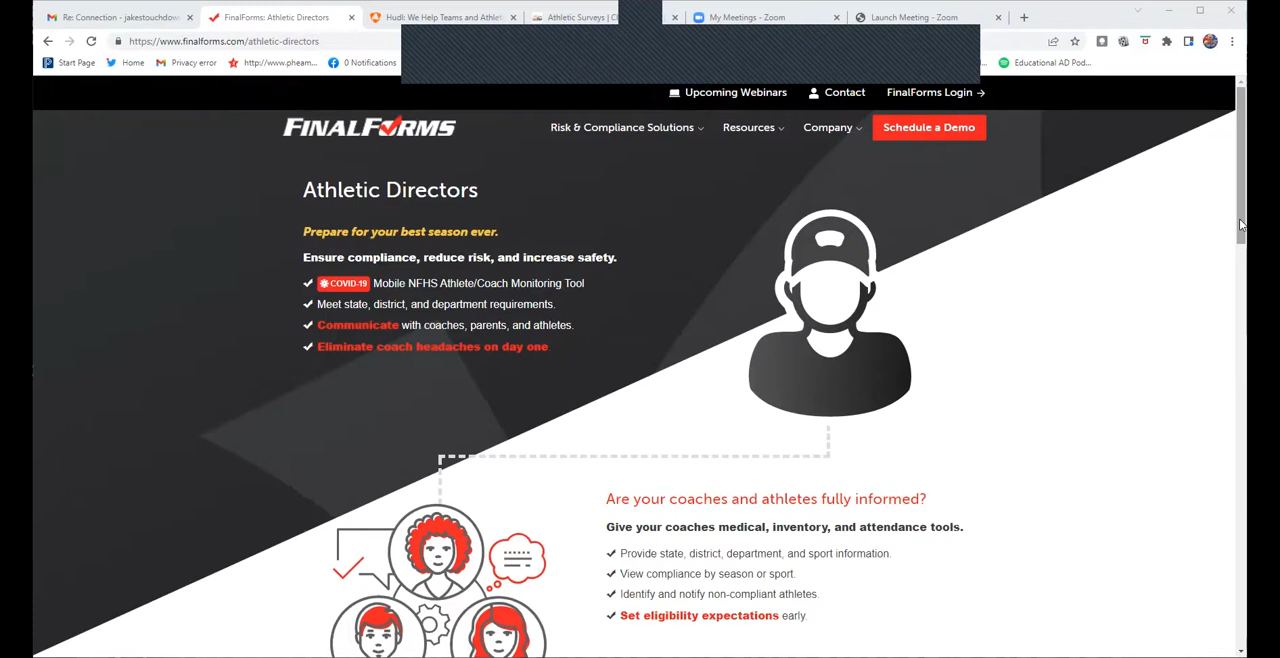 Re: Connection - jakestouchdow
FinalForms: Athletic Directors
Hudl: We Help Teams and Athlet
Athletic Surveys | C
My Meetings - Zoom
Launch Meeting - Zoom
https://www.finalforms.com/athletic-directors
Start Page
Home
Privacy error
http://www.pheam...
0 Notifications
Educational AD Pod...
Upcoming Webinars
Contact
FinalForms Login
FINALFORMS
Risk & Compliance Solutions
Resources
Company
Schedule a Demo
Athletic Directors
Prepare for your best season ever.
Ensure compliance, reduce risk, and increase safety.
COVID-19 Mobile NFHS Athlete/Coach Monitoring Tool
Meet state, district, and department requirements.
Communicate with coaches, parents, and athletes.
Eliminate coach headaches on day one.
Are your coaches and athletes fully informed?
Give your coaches medical, inventory, and attendance tools.
Provide state, district, department, and sport information.
View compliance by season or sport.
Identify and notify non-compliant athletes.
Set eligibility expectations early.